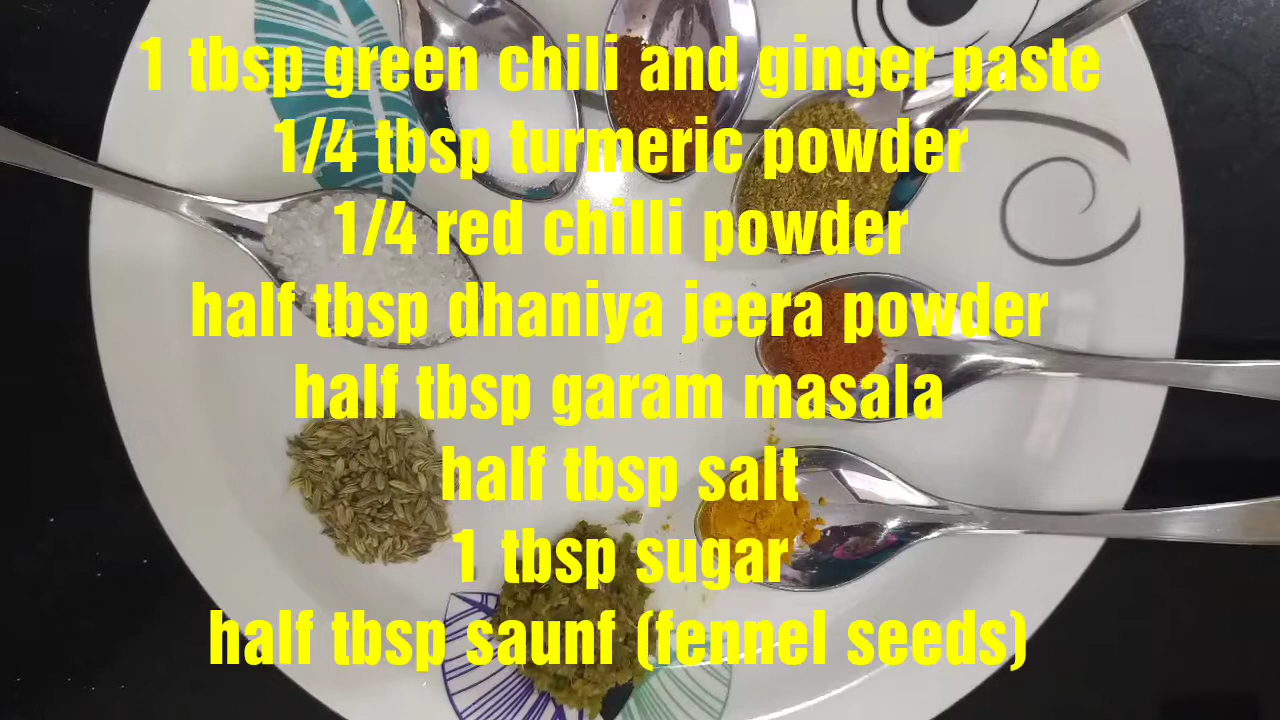 1 tbsp green chili and ginger paste
1/4 tbsp turmeric powder
1/4 red chilli powder
half tbsp dhaniya jeera powder
half tbsp garam masala
half tbsp salt
1 tbsp sugar
half tbsp saunf (fennel seeds)